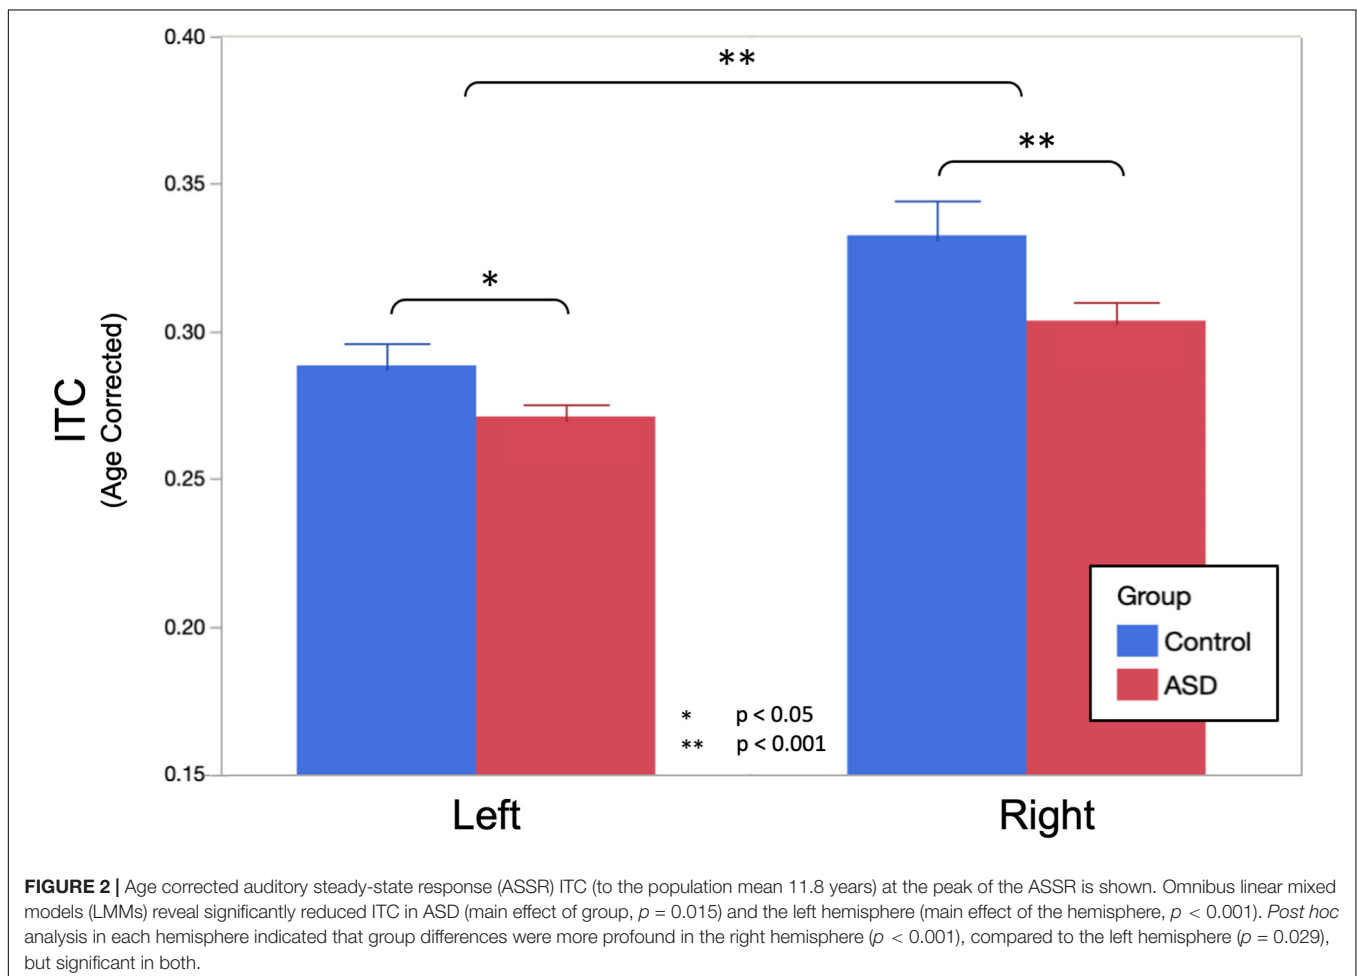 0.40
**
**
0.35
*
0.30
ITC
(Age Corrected)
0.25
0.20
Group
Control
ASD
* p < 0.05
** p < 0.001
0.15
Left Right
FIGURE 2 | Age corrected auditory steady-state response (ASSR) ITC (to the population mean 11.8 years) at the peak of the ASSR is shown. Omnibus linear mixed
models (LMMs) reveal significantly reduced ITC in ASD (main effect of group, p = 0.015) and the left hemisphere (main effect of the hemisphere, p < 0.001). Post hoc
analysis in each hemisphere indicated that group differences were more profound in the right hemisphere (p < 0.001), compared to the left hemisphere (p = 0.029),
but significant in both.